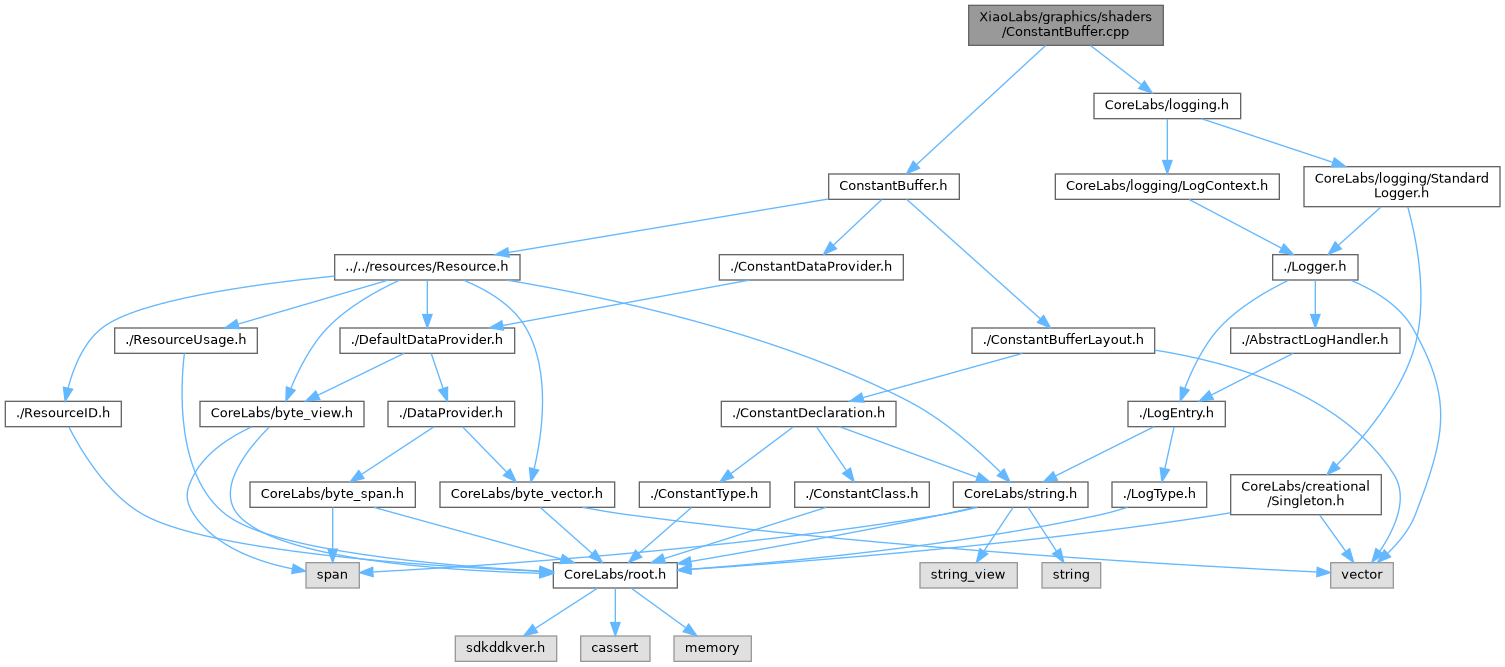 XiaoLabs/graphics/shaders
/ConstantBuffer.cpp
CoreLabs/logging.h
ConstantBuffer.h
CoreLabs/logging/LogContext.h
CoreLabs/logging/Standard
Logger.h
../../resources/Resource.h
./ConstantDataProvider.h
./Logger.h
./ResourceUsage.h
./DefaultDataProvider.h
./ConstantBufferLayout.h
./AbstractLogHandler.h
./ResourceID.h
CoreLabs/byte_view.h
./DataProvider.h
./ConstantDeclaration.h
./LogEntry.h
CoreLabs/byte_span.h
CoreLabs/byte_vector.h
./ConstantType.h
./ConstantClass.h
CoreLabs/string.h
./LogType.h
CoreLabs/creational
/Singleton.h
span
CoreLabs/root.h
string_view
string
vector
sdkddkver.h
cassert
memory